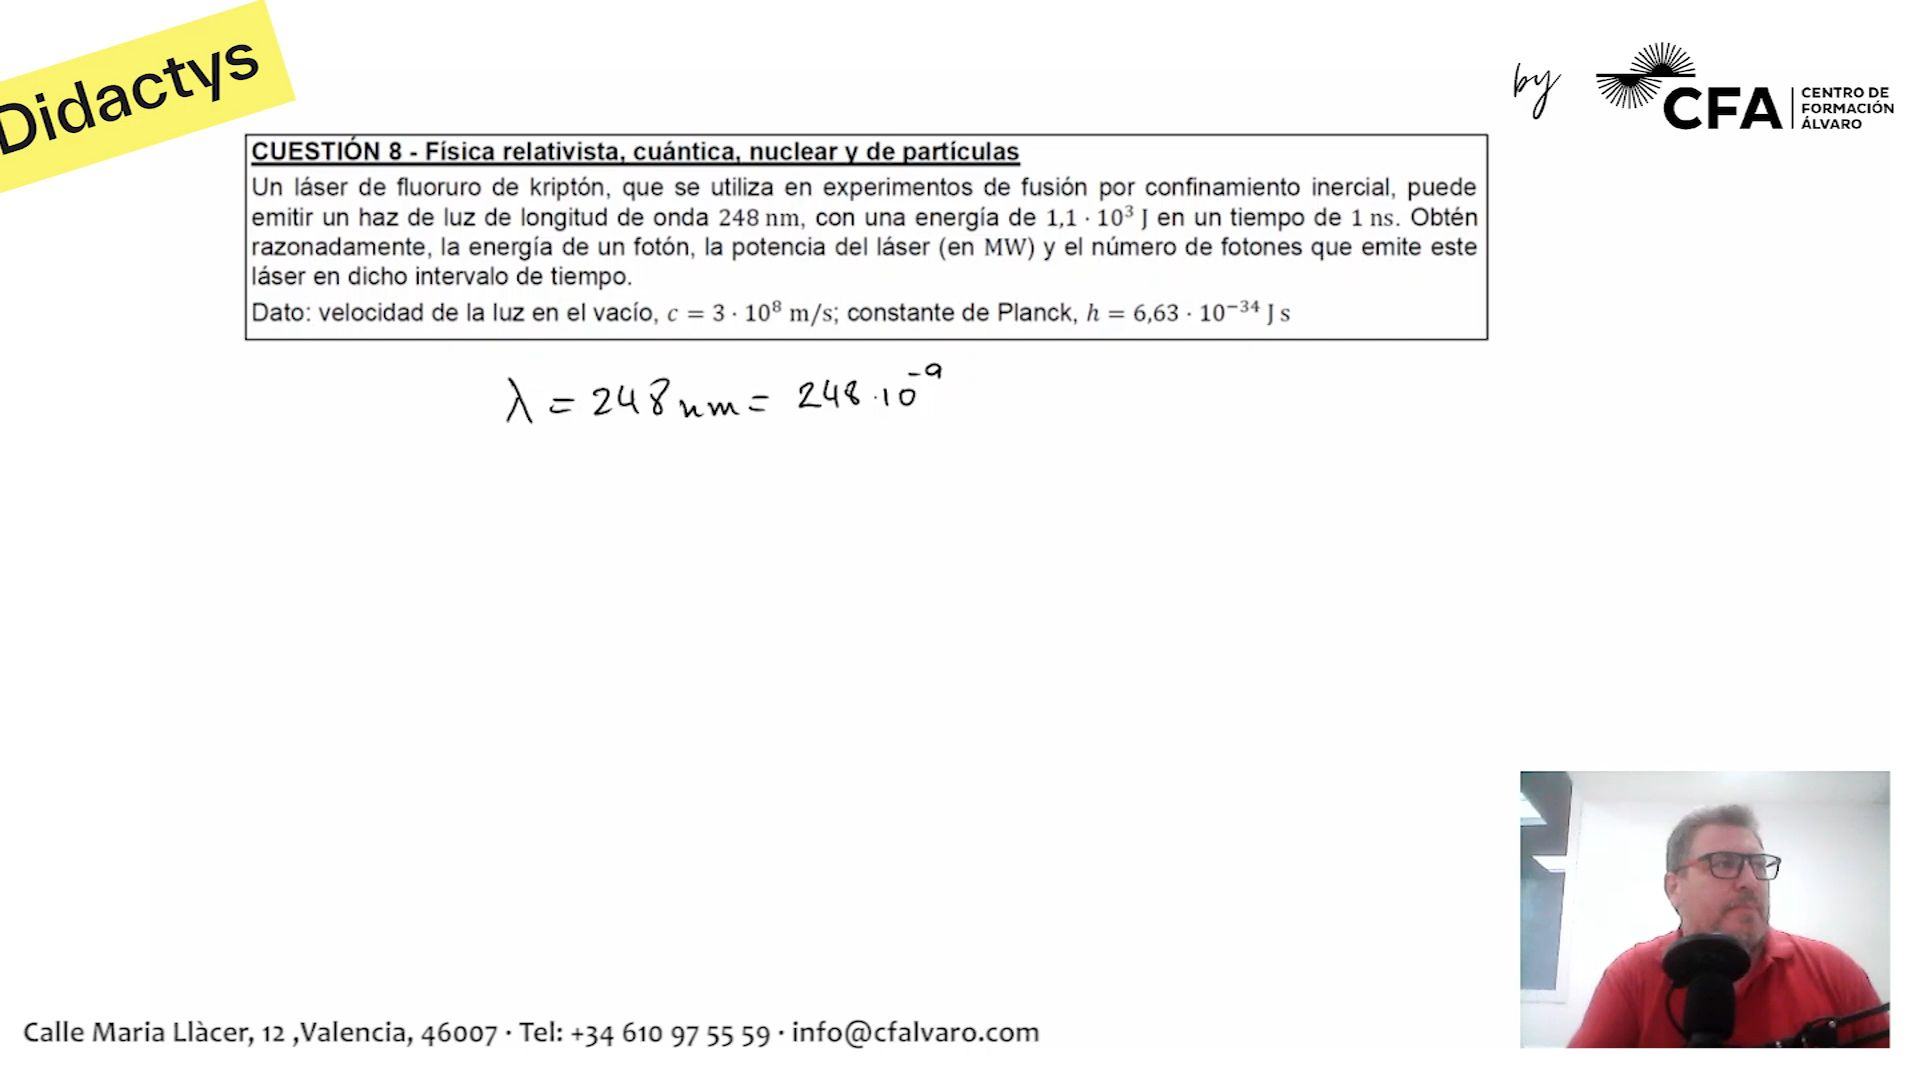 Didactys
by
CFA
CENTRO DE
FORMACIÓN
ÁLVARO
CUESTIÓN 8 - Física relativista, cuántica, nuclear y de partículas
Un láser de fluoruro de kriptón, que se utiliza en experimentos de fusión por confinamiento inercial, puede
emitir un haz de luz de longitud de onda 248 nm, con una energía de 1,1 · 10³ J en un tiempo de 1 ns. Obtén
razonadamente, la energía de un fotón, la potencia del láser (en MW) y el número de fotones que emite este
láser en dicho intervalo de tiempo.
Dato: velocidad de la luz en el vacío, c = 3 · 10⁸ m/s; constante de Planck, h = 6,63 · 10⁻³⁴ J s
λ = 248 nm = 248 · 10⁻⁹
Calle Maria Llàcer, 12 ,Valencia, 46007 · Tel: +34 610 97 55 59 · info@cfalvaro.com